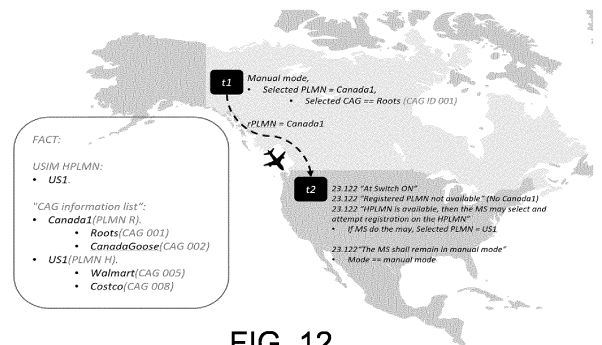 t1
Manual mode,
• Selected PLMN = Canada1,
• Selected CAG == Roots (CAG ID 001)
rPLMN = Canada1
t2
23.122 "At Switch ON"
23.122 "Registered PLMN not available" (No Canada1)
23.122 "HPLMN is available, then the MS may select and
attempt registration on the HPLMN"
• If MS do the may, Selected PLMN = US1
23.122"The MS shall remain in manual mode"
• Mode == manual mode
FACT:
USIM HPLMN:
• US1.
"CAG information list":
• Canada1(PLMN R).
• Roots(CAG 001)
• CanadaGoose(CAG 002)
• US1(PLMN H).
• Walmart(CAG 005)
• Costco(CAG 008)
FIG. 12